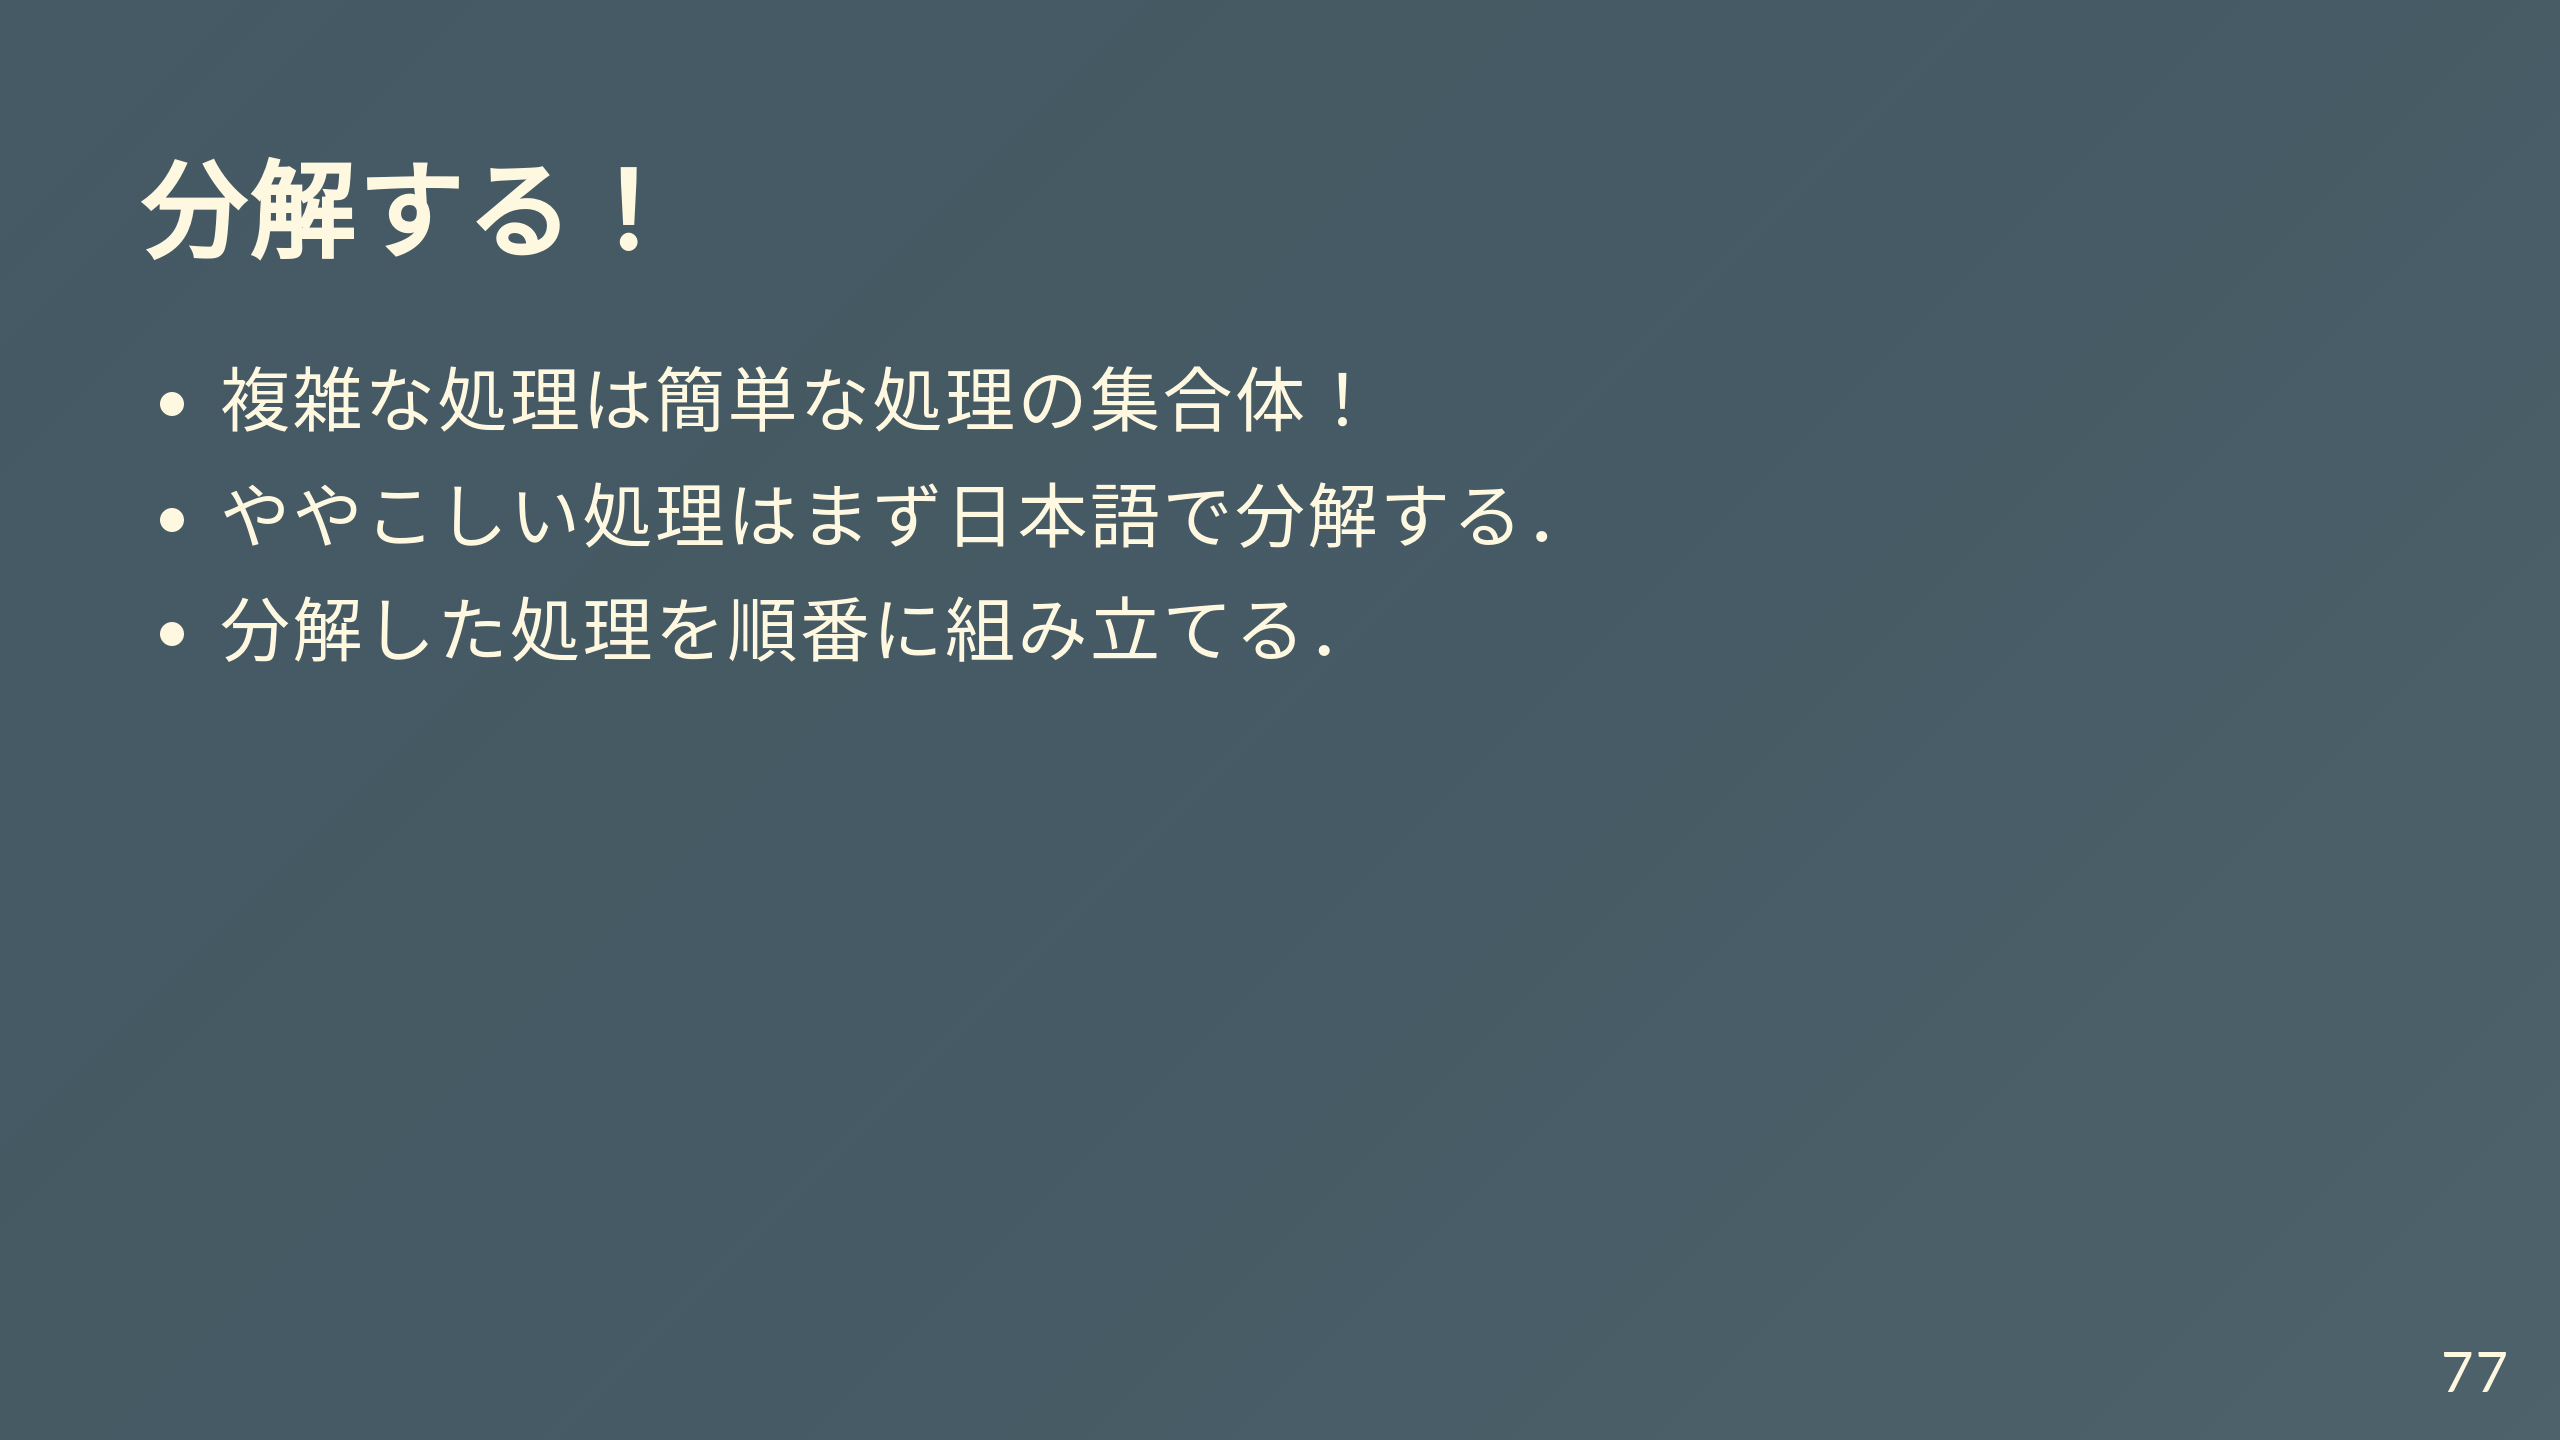 分解する！
• 複雑な処理は簡単な処理の集合体！
• ややこしい処理はまず日本語で分解する．
• 分解した処理を順番に組み立てる．
77